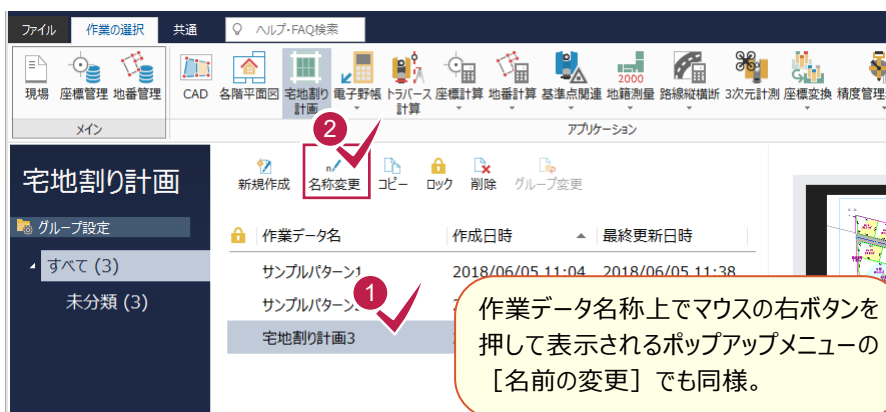 ファイル 作業の選択 共通 ヘルプ・FAQ検索
現場 座標管理 地番管理 CAD 各階平面図 宅地割り計画 電子野帳 トラバース計算 座標計算 地番計算 基準点関連 2000 地籍測量 路線縦横断 3次元計測 座標変換 精度管理
メイン アプリケーション
2
宅地割り計画
新規作成 名称変更 コピー ロック 削除 グループ変更
グループ設定
作業データ名 作成日時 最終更新日時
すべて (3)
サンプルパターン1 2018/06/05 11:04 2018/06/05 11:38
未分類 (3)
サンプルパターン
1
宅地割り計画3
作業データ名称上でマウスの右ボタンを
押して表示されるポップアップメニューの
［名前の変更］でも同様。